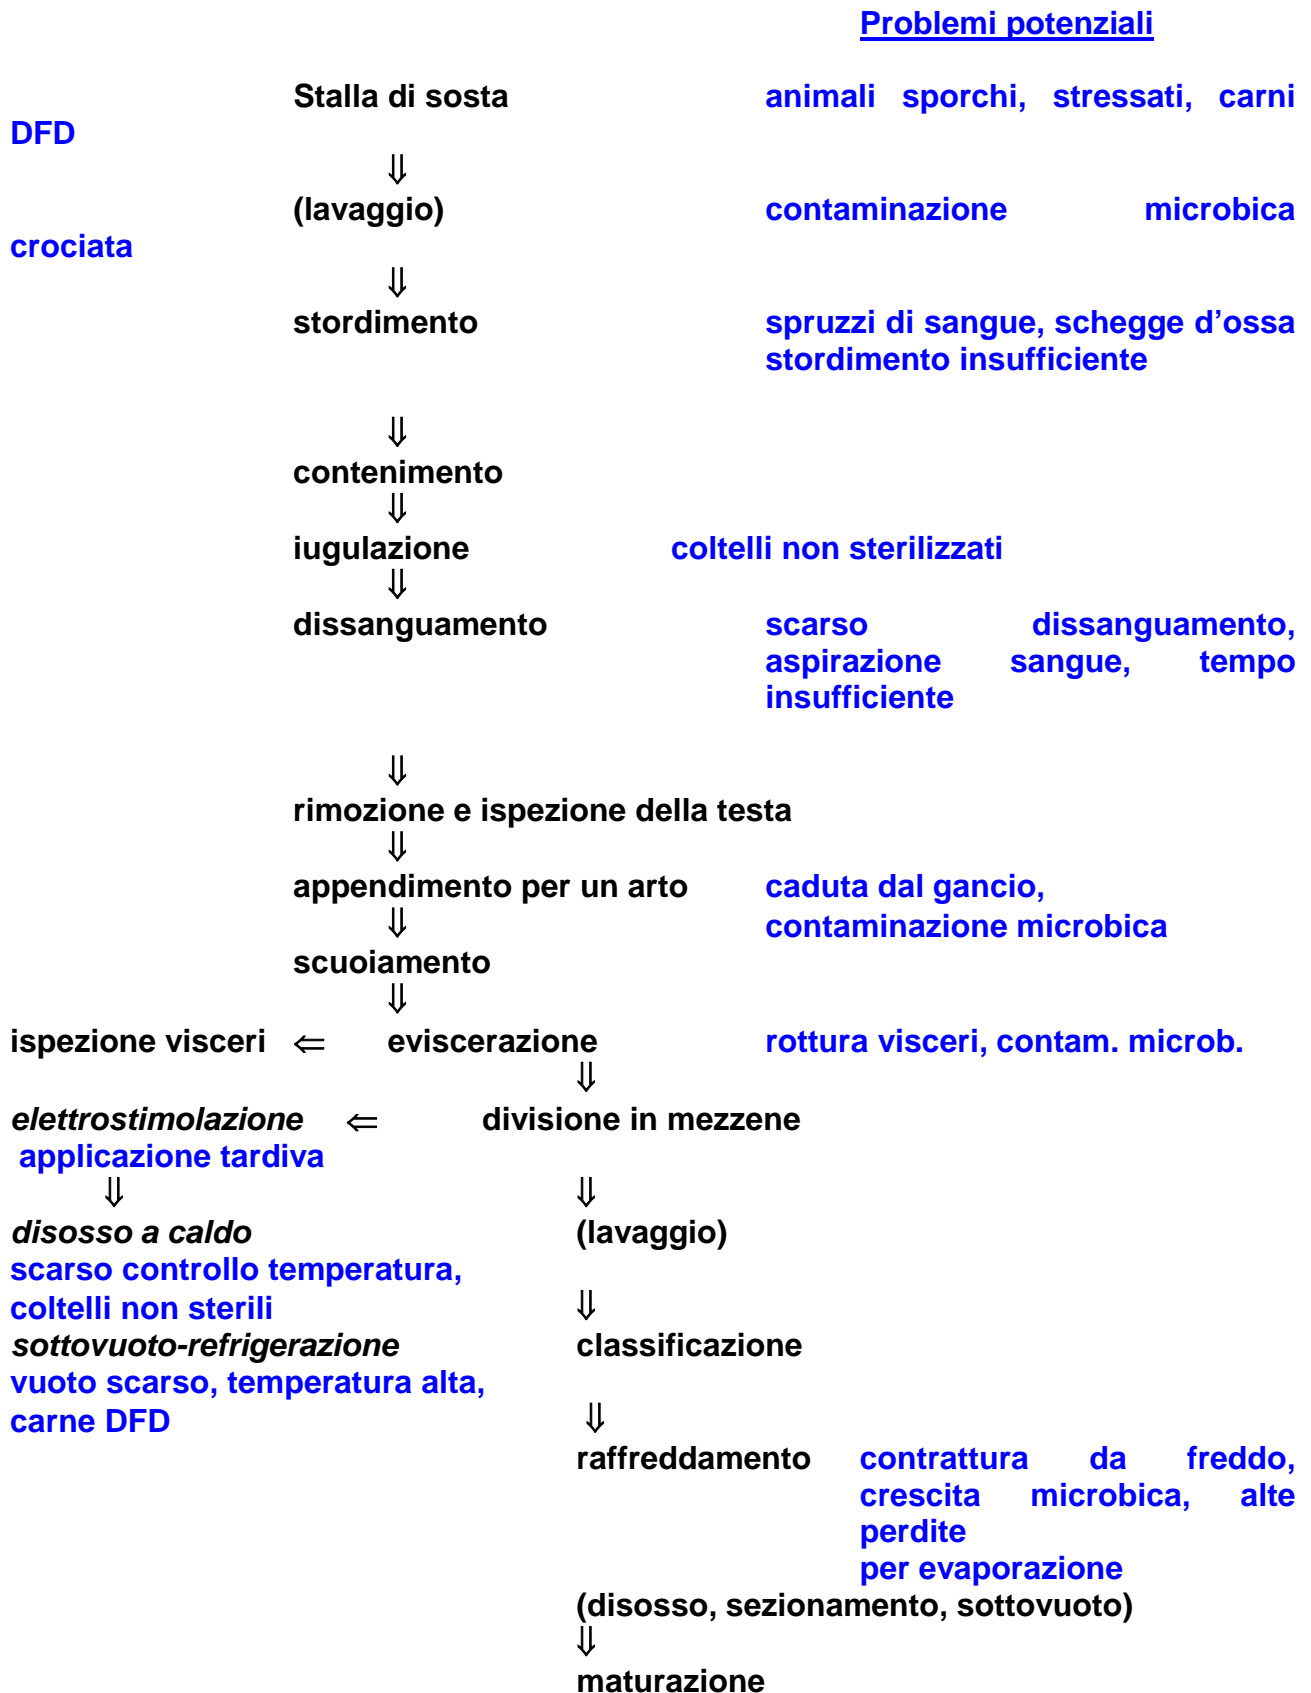 Problemi potenziali
Stalla di sosta animali sporchi, stressati, carni
DFD
⇓
(lavaggio) contaminazione microbica
crociata
⇓
stordimento spruzzi di sangue, schegge d’ossa
stordimento insufficiente
⇓
contenimento
⇓
iugulazione coltelli non sterilizzati
⇓
dissanguamento scarso dissanguamento,
aspirazione sangue, tempo
insufficiente
⇓
rimozione e ispezione della testa
⇓
appendimento per un arto caduta dal gancio,
⇓ contaminazione microbica
scuoiamento
⇓
ispezione visceri ⇐ eviscerazione rottura visceri, contam. microb.
⇓
elettrostimolazione ⇐ divisione in mezzene
applicazione tardiva
⇓ ⇓
disosso a caldo (lavaggio)
scarso controllo temperatura,
coltelli non sterili ⇓
sottovuoto-refrigerazione classificazione
vuoto scarso, temperatura alta,
carne DFD ⇓
raffreddamento contrattura da freddo,
crescita microbica, alte
perdite
per evaporazione
(disosso, sezionamento, sottovuoto)
⇓
maturazione